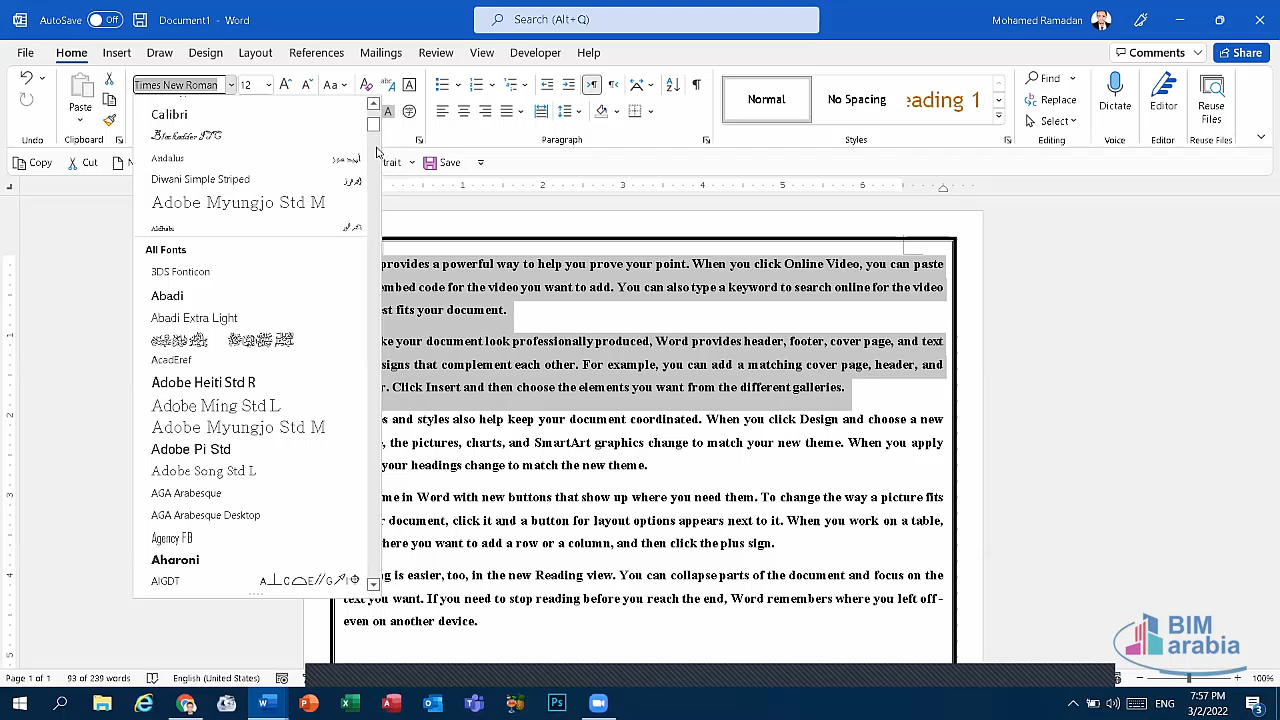 AutoSave Off Document1 - Word Search (Alt+Q) Mohamed Ramadan
File Home Insert Draw Design Layout References Mailings Review View Developer Help Comments Share
Times New Roman 12 Aa
Paste
Normal No Spacing eading 1
Find
Replace
Select
Dictate Editor Reuse Files
Undo Clipboard Paragraph Styles Editing Voice Editor Reuse Files
Copy Cut N trait Save
1 2 3 4 5 6
Calibri
Blackadder ITC
Andalus
Diwani Simple Striped
Adobe Myungjo Std M
All Fonts
3DS Fonticon
Abadi
Abadi Extra Light
AcadEref
Adobe Heiti Std R
Adobe Ming Std L
Adobe Myungjo Std M
Adobe Pi Std
Adobe Song Std L
AGA Arabesque
AGA Arabesque Desktop
Agency FB
Aharoni
AIGDT
provides a powerful way to help you prove your point. When you click Online Video, you can paste
embed code for the video you want to add. You can also type a keyword to search online for the video
st fits your document.
ke your document look professionally produced, Word provides header, footer, cover page, and text
signs that complement each other. For example, you can add a matching cover page, header, and
r. Click Insert and then choose the elements you want from the different galleries.
s and styles also help keep your document coordinated. When you click Design and choose a new
, the pictures, charts, and SmartArt graphics change to match your new theme. When you apply
your headings change to match the new theme.
me in Word with new buttons that show up where you need them. To change the way a picture fits
r document, click it and a button for layout options appears next to it. When you work on a table,
here you want to add a row or a column, and then click the plus sign.
g is easier, too, in the new Reading view. You can collapse parts of the document and focus on the
text you want. If you need to stop reading before you reach the end, Word remembers where you left off -
even on another device.
BIM
arabia
Page 1 of 1 93 of 239 words English (United States) 100%
ENG 7:57 PM
3/2/2022
3